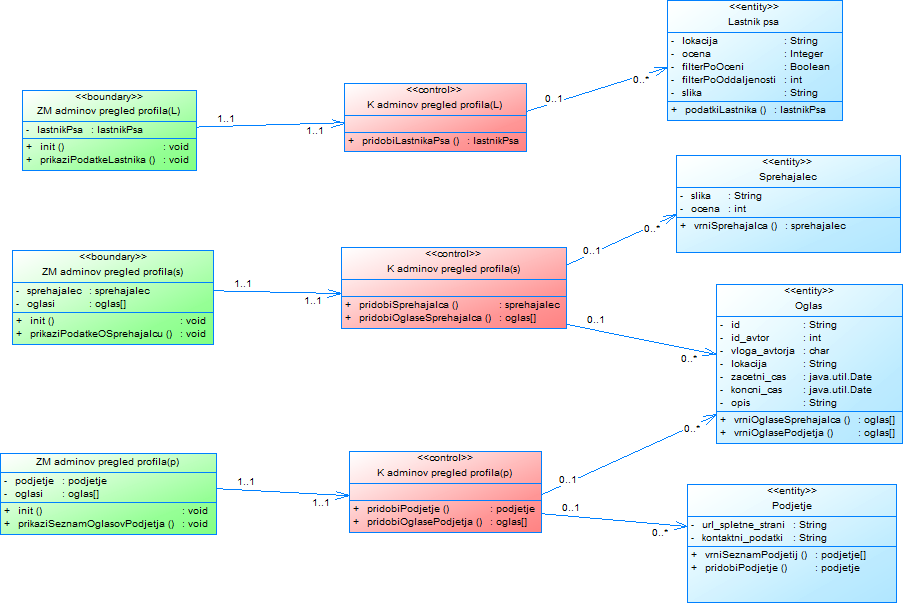 <<entity>>
Lastnik psa
- lokacija : String
- ocena : Integer
- filterPoOceni : Boolean
- filterPoOddaljenosti : int
- slika : String
+ podatkiLastnika () : lastnikPsa
<<boundary>>
ZM adminov pregled profila(L)
- lastnikPsa : lastnikPsa
+ init () : void
+ prikaziPodatkeLastnika () : void
1..1
1..1
<<control>>
K adminov pregled profila(L)
+ pridobiLastnikaPsa () : lastnikPsa
0..1
0..*
<<entity>>
Sprehajalec
- slika : String
- ocena : int
+ vrniSprehajalca () : sprehajalec
<<boundary>>
ZM adminov pregled profila(s)
- sprehajalec : sprehajalec
- oglasi : oglas[]
+ init () : void
+ prikaziPodatkeOSprehajalcu () : void
1..1
1..1
<<control>>
K adminov pregled profila(s)
+ pridobiSprehajalca () : sprehajalec
+ pridobiOglaseSprehajalca () : oglas[]
0..1
0..*
0..1
0..*
<<entity>>
Oglas
- id : String
- id_avtor : int
- vloga_avtorja : char
- lokacija : String
- zacetni_cas : java.util.Date
- koncni_cas : java.util.Date
- opis : String
+ vrniOglaseSprehajalca () : oglas[]
+ vrniOglasePodjetja () : oglas[]
ZM adminov pregled profila(p)
- podjetje : podjetje
- oglasi : oglas[]
+ init () : void
+ prikaziSeznamOglasovPodjetja () : void
1..1
1..1
<<control>>
K adminov pregled profila(p)
+ pridobiPodjetje () : podjetje
+ pridobiOglasePodjetja () : oglas[]
0..1
0..*
0..1
0..*
<<entity>>
Podjetje
- url_spletne_strani : String
- kontaktni_podatki : String
+ vrniSeznamPodjetij () : podjetje[]
+ pridobiPodjetje () : podjetje